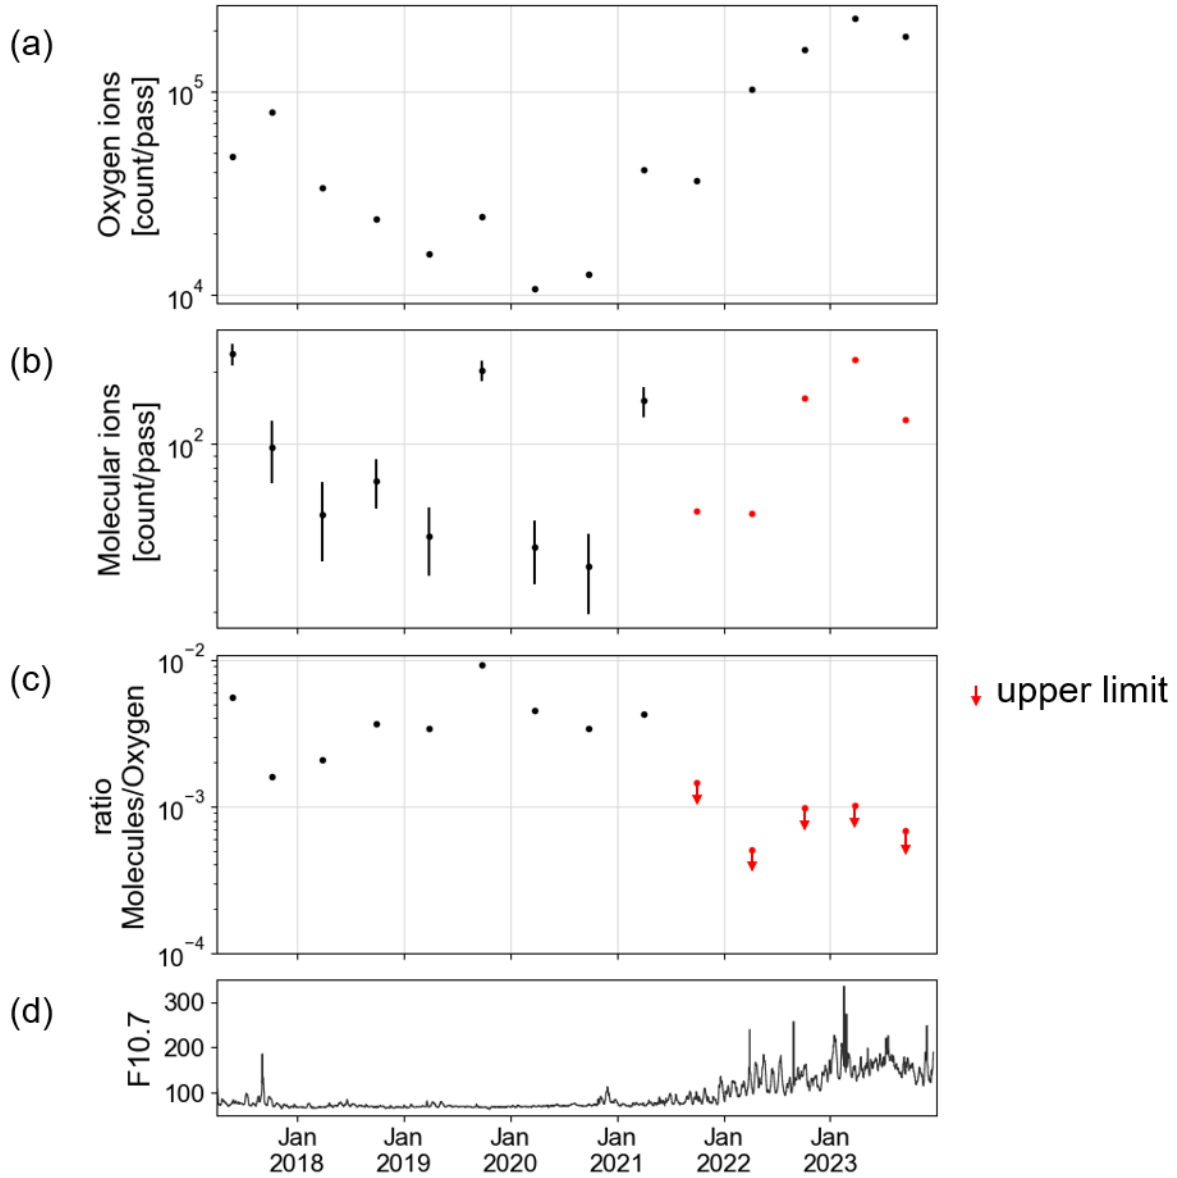 (a)
Oxygen ions
[count/pass]
10^5
10^4
(b)
Molecular ions
[count/pass]
10^2
(c)
ratio
Molecules/Oxygen
10^−2
10^−3
10^−4
upper limit
(d)
F10.7
300
200
100
Jan Jan Jan Jan Jan Jan
2018 2019 2020 2021 2022 2023